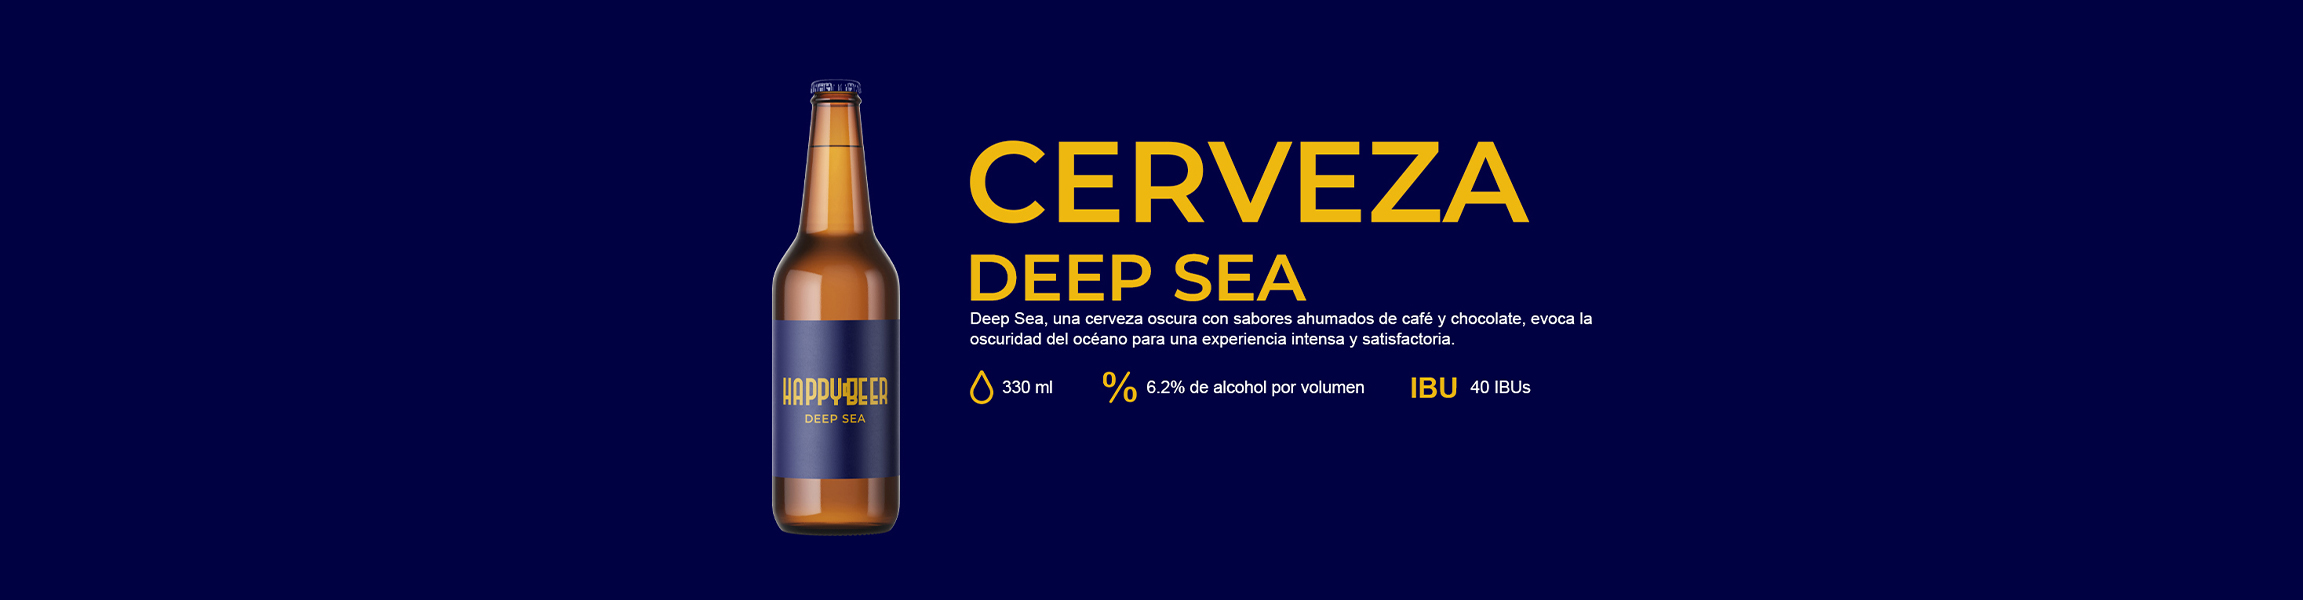 CERVEZA
DEEP SEA
Deep Sea, una cerveza oscura con sabores ahumados de café y chocolate, evoca la
oscuridad del océano para una experiencia intensa y satisfactoria.
330 ml
% 6.2% de alcohol por volumen
IBU 40 IBUs
HAPPY BEER
DEEP SEA